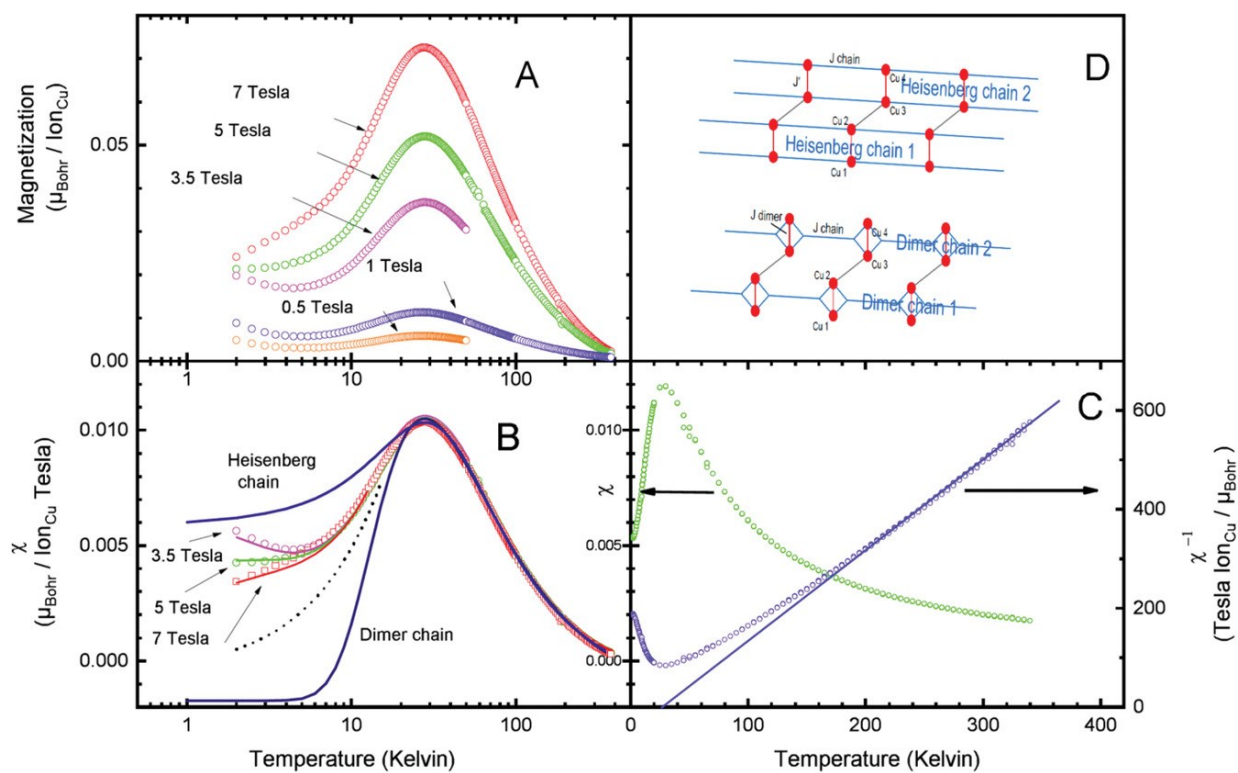 Magnetization
(μBohr / IonCu)
0.05
0.00
A
7 Tesla
5 Tesla
3.5 Tesla
1 Tesla
0.5 Tesla
1
10
100
D
J chain
Cu 4
Heisenberg chain 2
J'
Cu 3
Cu 2
Heisenberg chain 1
Cu 1
J dimer
J chain
Cu 4
Dimer chain 2
Cu 3
Cu 2
Dimer chain 1
Cu 1
χ
(μBohr / IonCu Tesla)
0.010
0.005
0.000
B
Heisenberg
chain
3.5 Tesla
5 Tesla
7 Tesla
Dimer chain
1
10
100
Temperature (Kelvin)
C
0.010
0.005
0.000
χ
600
400
200
0
χ⁻¹
(Tesla IonCu / μBohr)
0
100
200
300
400
Temperature (Kelvin)